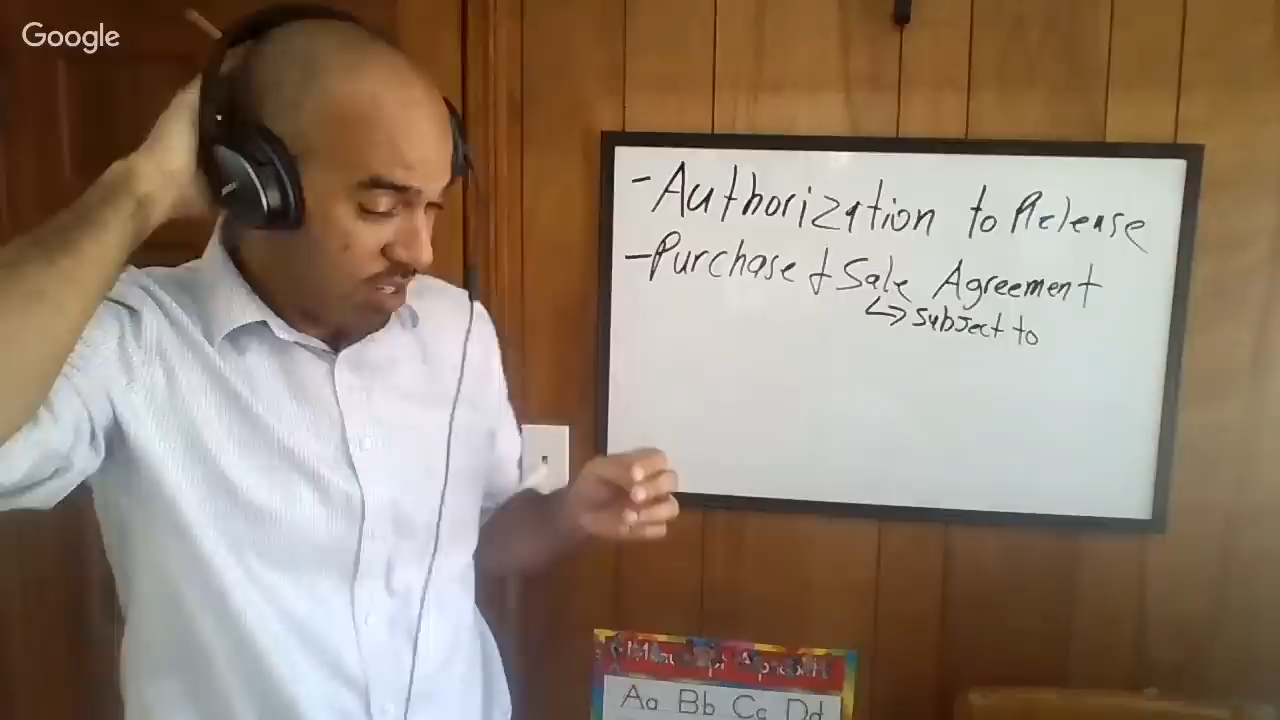 Google
-Authorization to Release
-Purchase & Sale Agreement
↳ subject to
Aa Bb Cc Dd